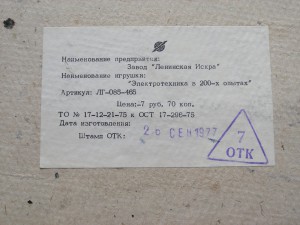 Наименование предприятия:
Завод "Ленинская Искра"
Наименование игрушки:
"Электротехника в 200-х опытах"
Артикул: ЛГ-085-465
Цена:-7 руб. 70 коп.
ТО № 17-12-21-75 к ОСТ 17-296-75
Дата изготовления:
26 СЕН 1977
Штамп ОТК:
7
ОТК